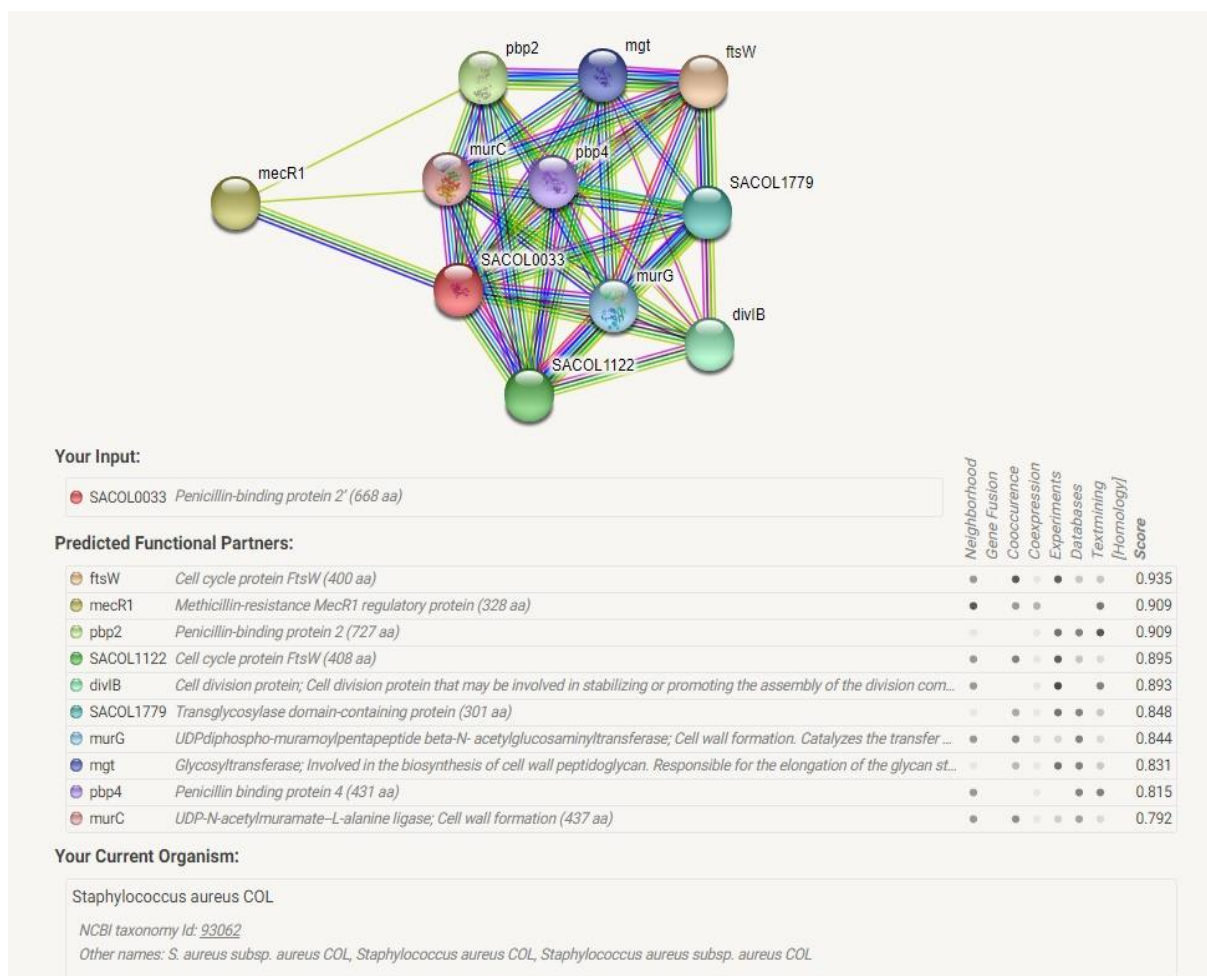 pbp2
mgt
ftsW
murC
pbp4
mecR1
SACOL1779
SACOL0033
murG
divIB
SACOL1122
Your Input:
Neighborhood
Gene Fusion
Cooccurence
Coexpression
Experiments
Databases
Textmining
[Homology]
Score
SACOL0033 Penicillin-binding protein 2' (668 aa)
Predicted Functional Partners:
ftsW Cell cycle protein FtsW (400 aa) 0.935
mecR1 Methicillin-resistance MecR1 regulatory protein (328 aa) 0.909
pbp2 Penicillin-binding protein 2 (727 aa) 0.909
SACOL1122 Cell cycle protein FtsW (408 aa) 0.895
divIB Cell division protein; Cell division protein that may be involved in stabilizing or promoting the assembly of the division com... 0.893
SACOL1779 Transglycosylase domain-containing protein (301 aa) 0.848
murG UDPdiphospho-muramoylpentapeptide beta-N- acetylglucosaminyltransferase; Cell wall formation. Catalyzes the transfer ... 0.844
mgt Glycosyltransferase; Involved in the biosynthesis of cell wall peptidoglycan. Responsible for the elongation of the glycan st... 0.831
pbp4 Penicillin binding protein 4 (431 aa) 0.815
murC UDP-N-acetylmuramate–L-alanine ligase; Cell wall formation (437 aa) 0.792
Your Current Organism:
Staphylococcus aureus COL
NCBI taxonomy Id: 93062
Other names: S. aureus subsp. aureus COL, Staphylococcus aureus COL, Staphylococcus aureus subsp. aureus COL